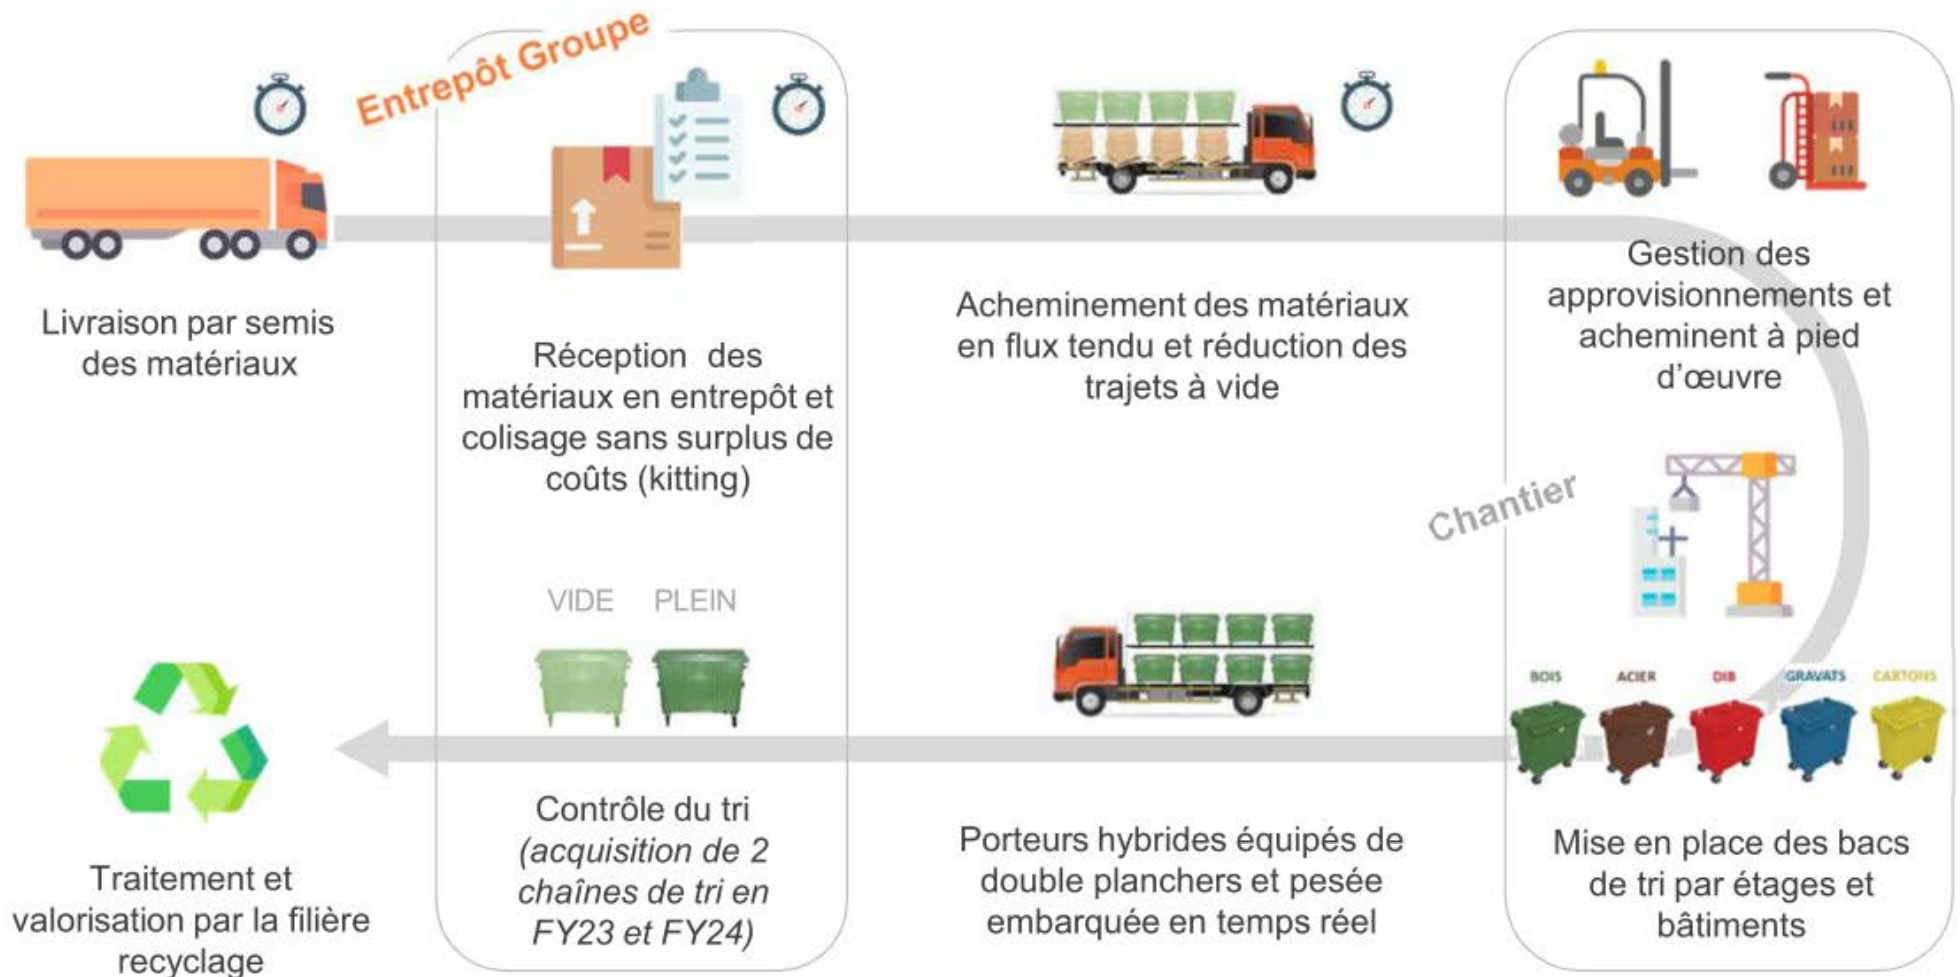 Entrepôt Groupe
Livraison par semis
des matériaux
Réception des
matériaux en entrepôt et
colisage sans surplus de
coûts (kitting)
Acheminement des matériaux
en flux tendu et réduction des
trajets à vide
Gestion des
approvisionnements et
acheminent à pied
d'œuvre
Chantier
BOIS ACIER DIB GRAVATS CARTONS
Mise en place des bacs
de tri par étages et
bâtiments
Porteurs hybrides équipés de
double planchers et pesée
embarquée en temps réel
VIDE PLEIN
Contrôle du tri
(acquisition de 2
chaînes de tri en
FY23 et FY24)
Traitement et
valorisation par la filière
recyclage